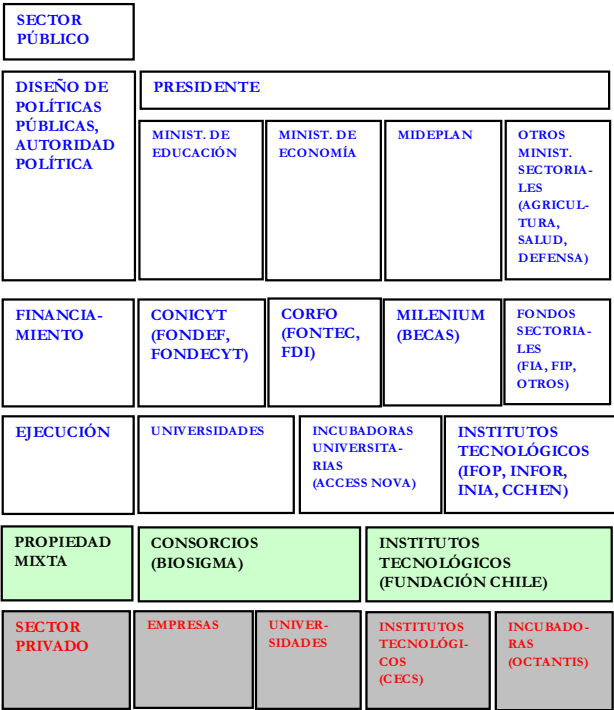 SECTOR
PÚBLICO
DISEÑO DE
POLÍTICAS
PÚBLICAS,
AUTORIDAD
POLÍTICA
PRESIDENTE
MINIST. DE
EDUCACIÓN
MINIST. DE
ECONOMÍA
MIDEPLAN
OTROS
MINIST.
SECTORIA-
LES
(AGRICUL-
TURA,
SALUD,
DEFENSA)
FINANCIA-
MIENTO
CONICYT
(FONDEF,
FONDECYT)
CORFO
(FONTEC,
FDI)
MILENIUM
(BECAS)
FONDOS
SECTORIA-
LES
(FIA, FIP,
OTROS)
EJECUCIÓN
UNIVERSIDADES
INCUBADORAS
UNIVERSITA-
RIAS
(ACCESS NOVA)
INSTITUTOS
TECNOLÓGICOS
(IFOP, INFOR,
INIA, CCHEN)
PROPIEDAD
MIXTA
CONSORCIOS
(BIOSIGMA)
INSTITUTOS
TECNOLÓGICOS
(FUNDACIÓN CHILE)
SECTOR
PRIVADO
EMPRESAS
UNIVER-
SIDADES
INSTITUTOS
TECNOLÓGI-
COS
(CECS)
INCUBADO-
RAS
(OCTANTIS)